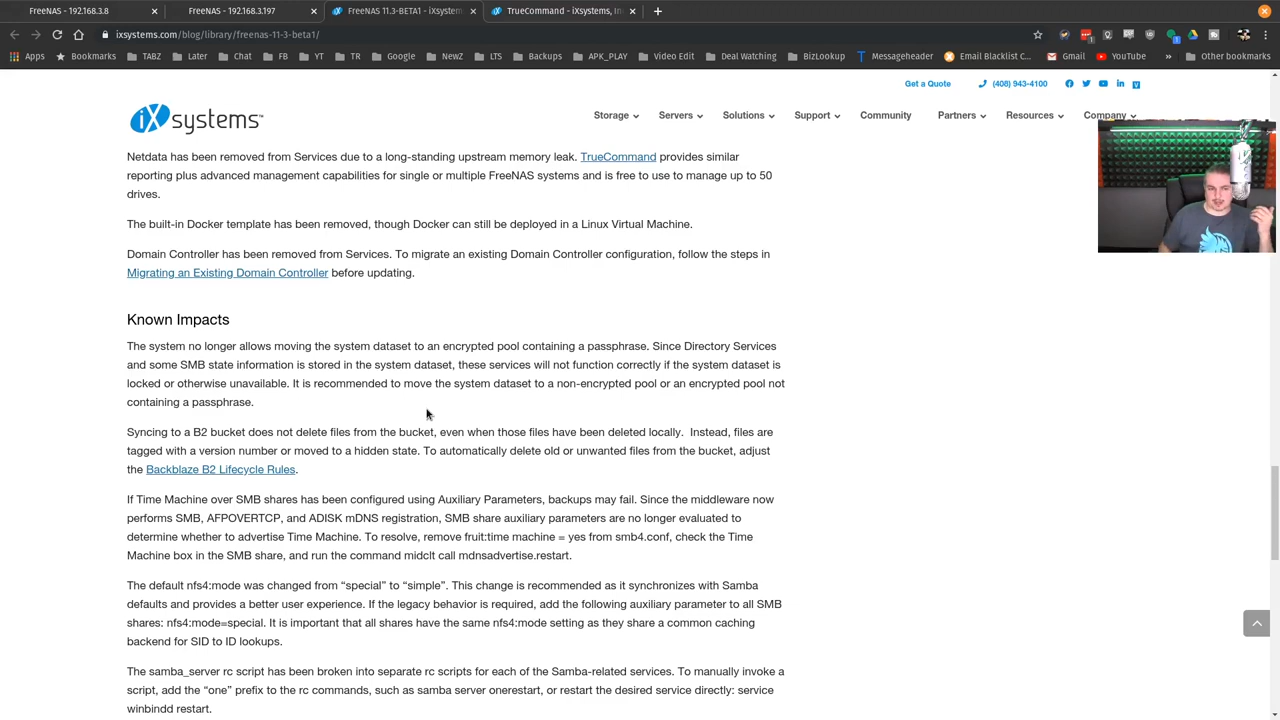 FreeNAS - 192.168.3.8
FreeNAS - 192.168.3.197
FreeNAS 11.3-BETA1 - iXsystem
TrueCommand - iXsystems, In
ixsystems.com/blog/library/freenas-11-3-beta1/
Apps
Bookmarks
TABZ
Later
Chat
FB
YT
TR
Google
NewZ
LTS
Backups
APK_PLAY
Video Edit
Deal Watching
BizLookup
Messageheader
Email Blacklist C...
Gmail
YouTube
»
Other bookmarks
Get a Quote
(408) 943-4100
iXsystems™
Storage
Servers
Solutions
Support
Community
Partners
Resources
Company
Netdata has been removed from Services due to a long-standing upstream memory leak. TrueCommand provides similar
reporting plus advanced management capabilities for single or multiple FreeNAS systems and is free to use to manage up to 50
drives.
The built-in Docker template has been removed, though Docker can still be deployed in a Linux Virtual Machine.
Domain Controller has been removed from Services. To migrate an existing Domain Controller configuration, follow the steps in
Migrating an Existing Domain Controller before updating.
Known Impacts
The system no longer allows moving the system dataset to an encrypted pool containing a passphrase. Since Directory Services
and some SMB state information is stored in the system dataset, these services will not function correctly if the system dataset is
locked or otherwise unavailable. It is recommended to move the system dataset to a non-encrypted pool or an encrypted pool not
containing a passphrase.
Syncing to a B2 bucket does not delete files from the bucket, even when those files have been deleted locally. Instead, files are
tagged with a version number or moved to a hidden state. To automatically delete old or unwanted files from the bucket, adjust
the Backblaze B2 Lifecycle Rules.
If Time Machine over SMB shares has been configured using Auxiliary Parameters, backups may fail. Since the middleware now
performs SMB, AFPOVERTCP, and ADISK mDNS registration, SMB share auxiliary parameters are no longer evaluated to
determine whether to advertise Time Machine. To resolve, remove fruit:time machine = yes from smb4.conf, check the Time
Machine box in the SMB share, and run the command midclt call mdnsadvertise.restart.
The default nfs4:mode was changed from “special” to “simple”. This change is recommended as it synchronizes with Samba
defaults and provides a better user experience. If the legacy behavior is required, add the following auxiliary parameter to all SMB
shares: nfs4:mode=special. It is important that all shares have the same nfs4:mode setting as they share a common caching
backend for SID to ID lookups.
The samba_server rc script has been broken into separate rc scripts for each of the Samba-related services. To manually invoke a
script, add the “one” prefix to the rc commands, such as samba server onerestart, or restart the desired service directly: service
winbindd restart.